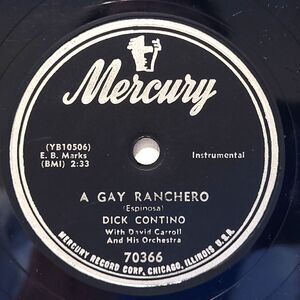 Mercury
(YB10506)
E. B. Marks
(BMI) 2:33
Instrumental
A GAY RANCHERO
(Espinosa)
DICK CONTINO
With David Carroll
And His Orchestra
70366
MERCURY RECORD CORP, CHICAGO, ILLINOIS U.S.A.